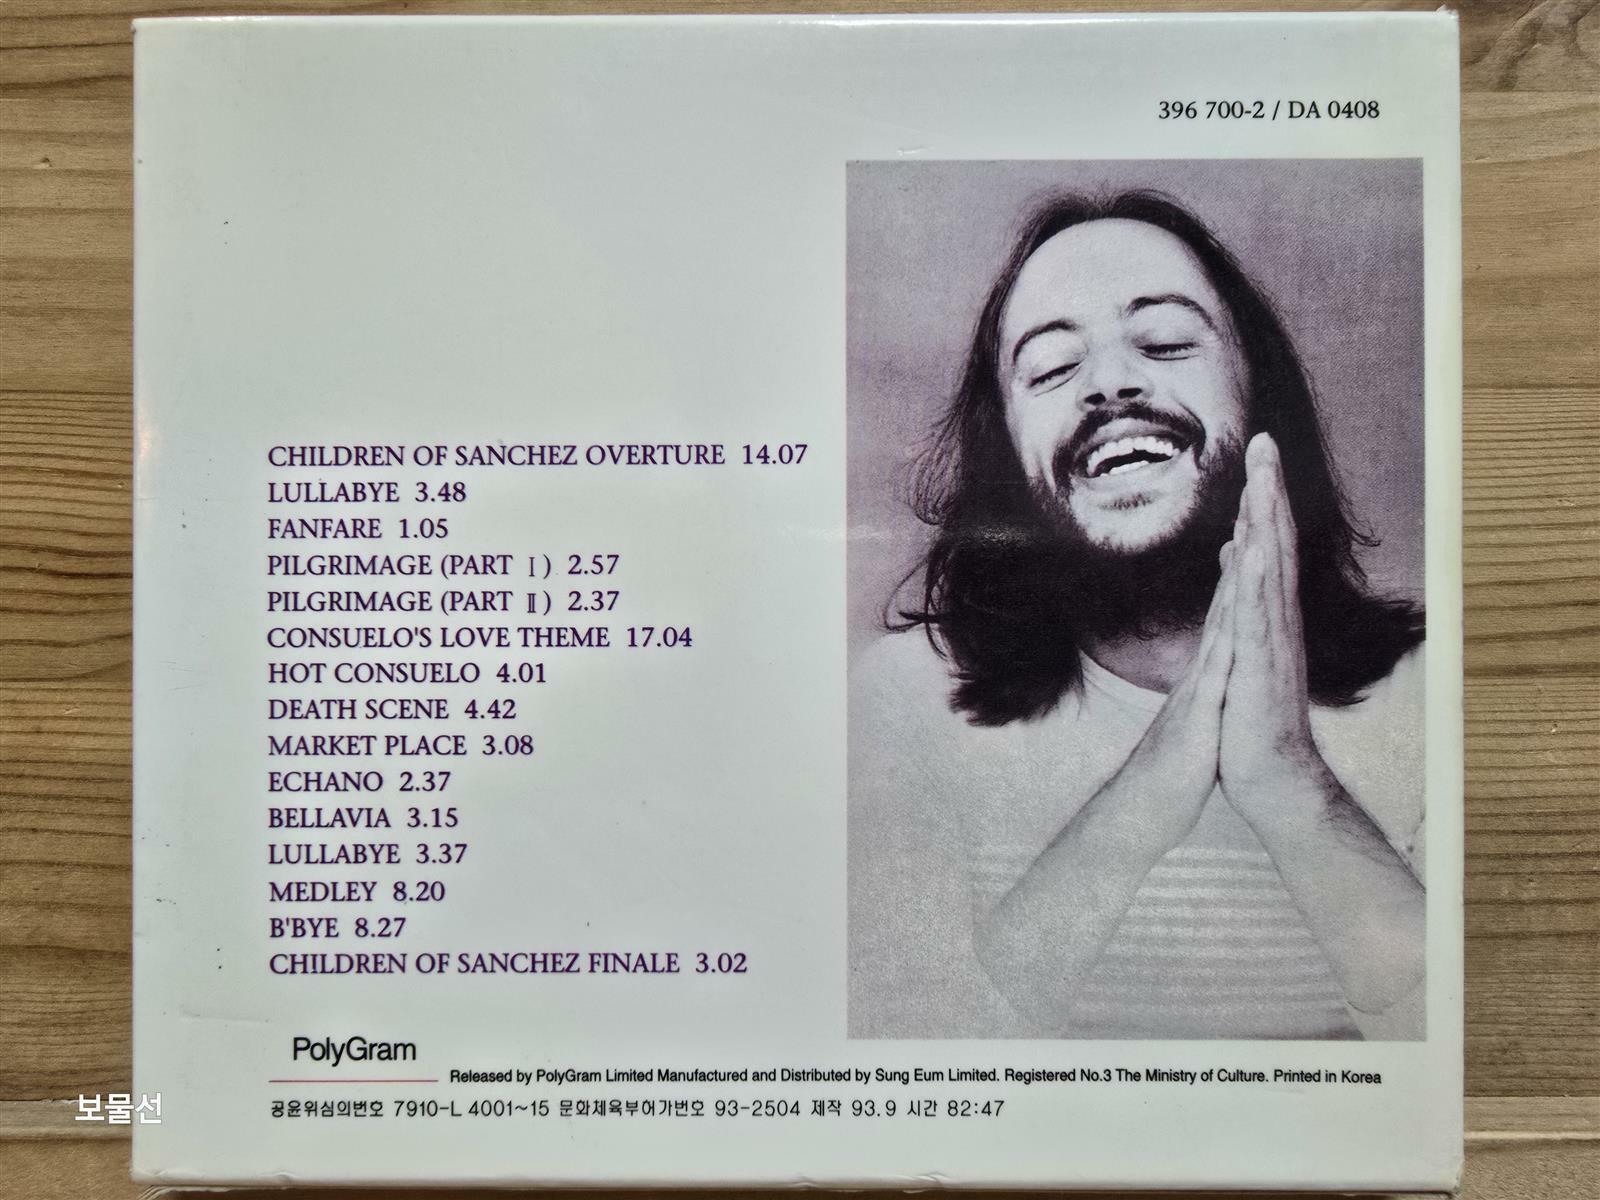 396 700-2 / DA 0408
CHILDREN OF SANCHEZ OVERTURE 14.07
LULLABYE 3.48
FANFARE 1.05
PILGRIMAGE (PART Ⅰ) 2.57
PILGRIMAGE (PART Ⅱ) 2.37
CONSUELO'S LOVE THEME 17.04
HOT CONSUELO 4.01
DEATH SCENE 4.42
MARKET PLACE 3.08
ECHANO 2.37
BELLAVIA 3.15
LULLABYE 3.37
MEDLEY 8.20
B'BYE 8.27
CHILDREN OF SANCHEZ FINALE 3.02
PolyGram
Released by PolyGram Limited Manufactured and Distributed by Sung Eum Limited. Registered No.3 The Ministry of Culture. Printed in Korea
공윤위심의번호 7910-L 4001~15 문화체육부허가번호 93-2504 제작 93.9 시간 82:47
보물선